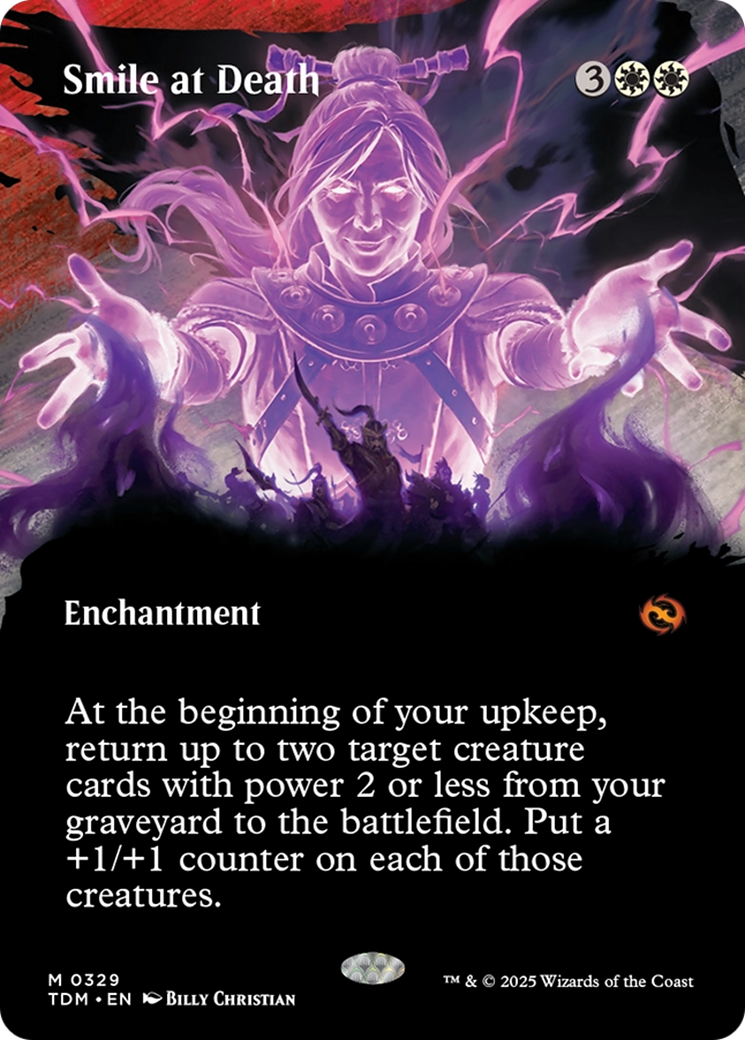 Smile at Death 3
Enchantment
At the beginning of your upkeep,
return up to two target creature
cards with power 2 or less from your
graveyard to the battlefield. Put a
+1/+1 counter on each of those
creatures.
M 0329
TDM • EN BILLY CHRISTIAN
™ & © 2025 Wizards of the Coast